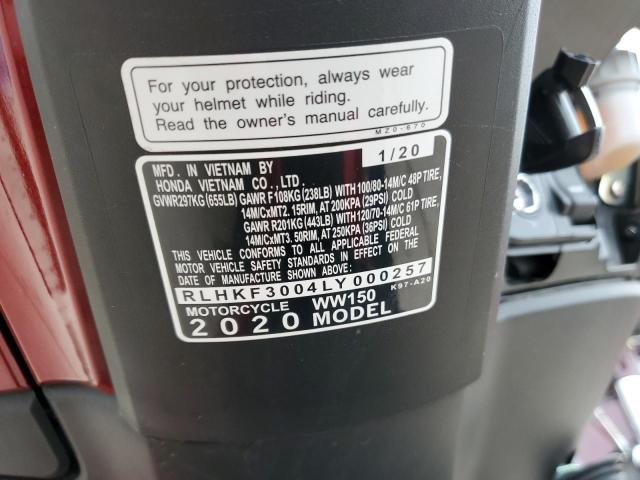 For your protection, always wear
your helmet while riding.
Read the owner's manual carefully.
MZ0-670
MFD. IN VIETNAM BY 1/20
HONDA VIETNAM CO., LTD.
GVWR297KG (655LB) GAWR F108KG (238LB) WITH 100/80-14M/C 48P TIRE,
14M/CxMT2. 15RIM, AT 200KPA (29PSI) COLD
GAWR R201KG (443LB) WITH120/70-14M/C 61P TIRE,
14M/CxMT3. 50RIM, AT 250KPA (36PSI) COLD
THIS VEHICLE CONFORMS TO ALL APPLICABLE FEDERAL
MOTOR VEHICLE SAFETY STANDARDS IN EFFECT ON
THE DATE OF MANUFACTURE SHOWN ABOVE.
RLHKF3004LY000257
MOTORCYCLE WW150 K97-A20
2020 MODEL